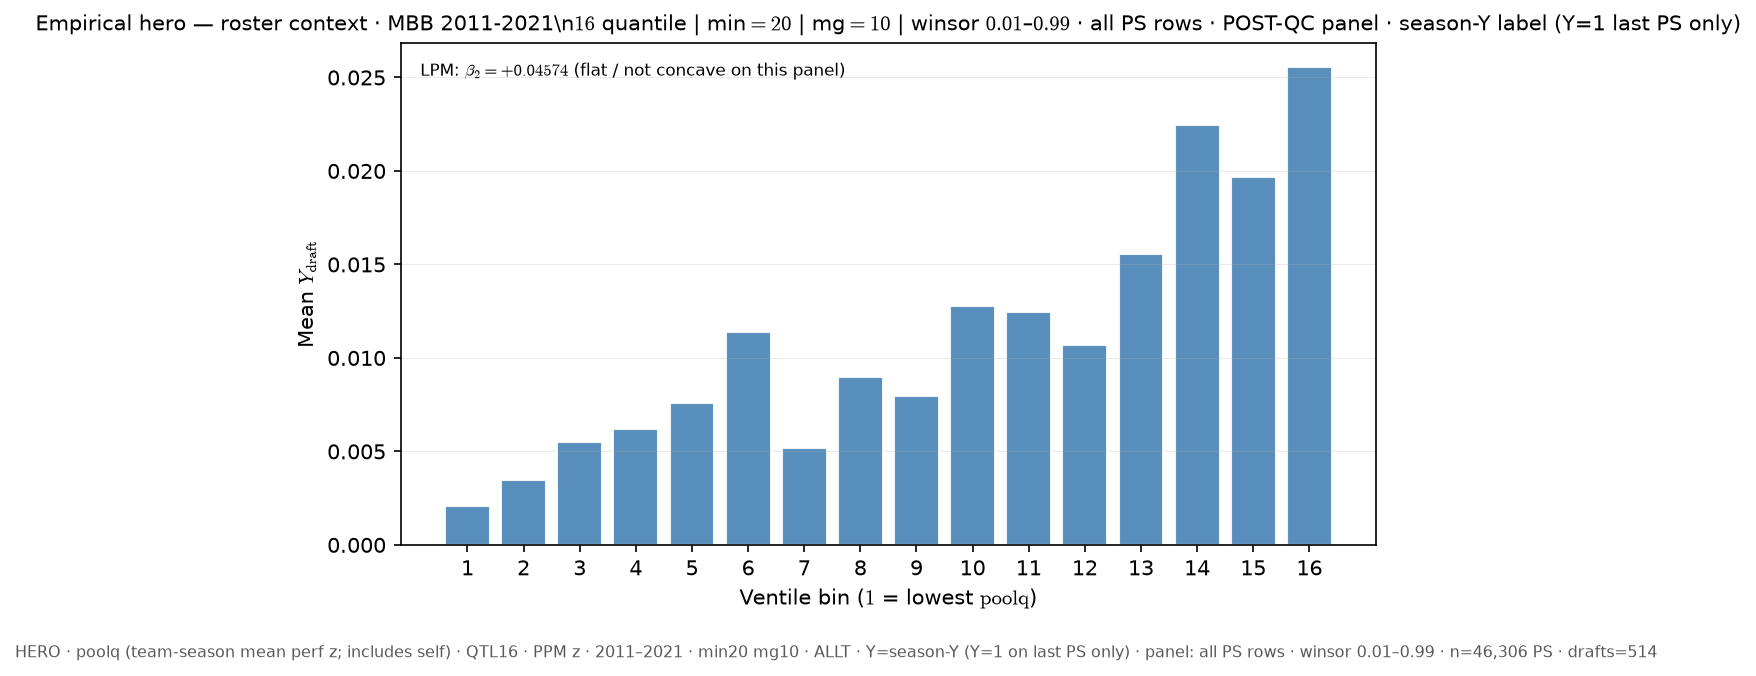 Empirical hero — roster context · MBB 2011-2021\n16 quantile | min = 20 | mg = 10 | winsor 0.01–0.99 · all PS rows · POST-QC panel · season-Y label (Y=1 last PS only)
LPM: β₂ = +0.04574 (flat / not concave on this panel)
Mean Y_draft
0.025
0.020
0.015
0.010
0.005
0.000
1 2 3 4 5 6 7 8 9 10 11 12 13 14 15 16
Ventile bin (1 = lowest poolq)
HERO · poolq (team-season mean perf z; includes self) · QTL16 · PPM z · 2011–2021 · min20 mg10 · ALLT · Y=season-Y (Y=1 on last PS only) · panel: all PS rows · winsor 0.01–0.99 · n=46,306 PS · drafts=514